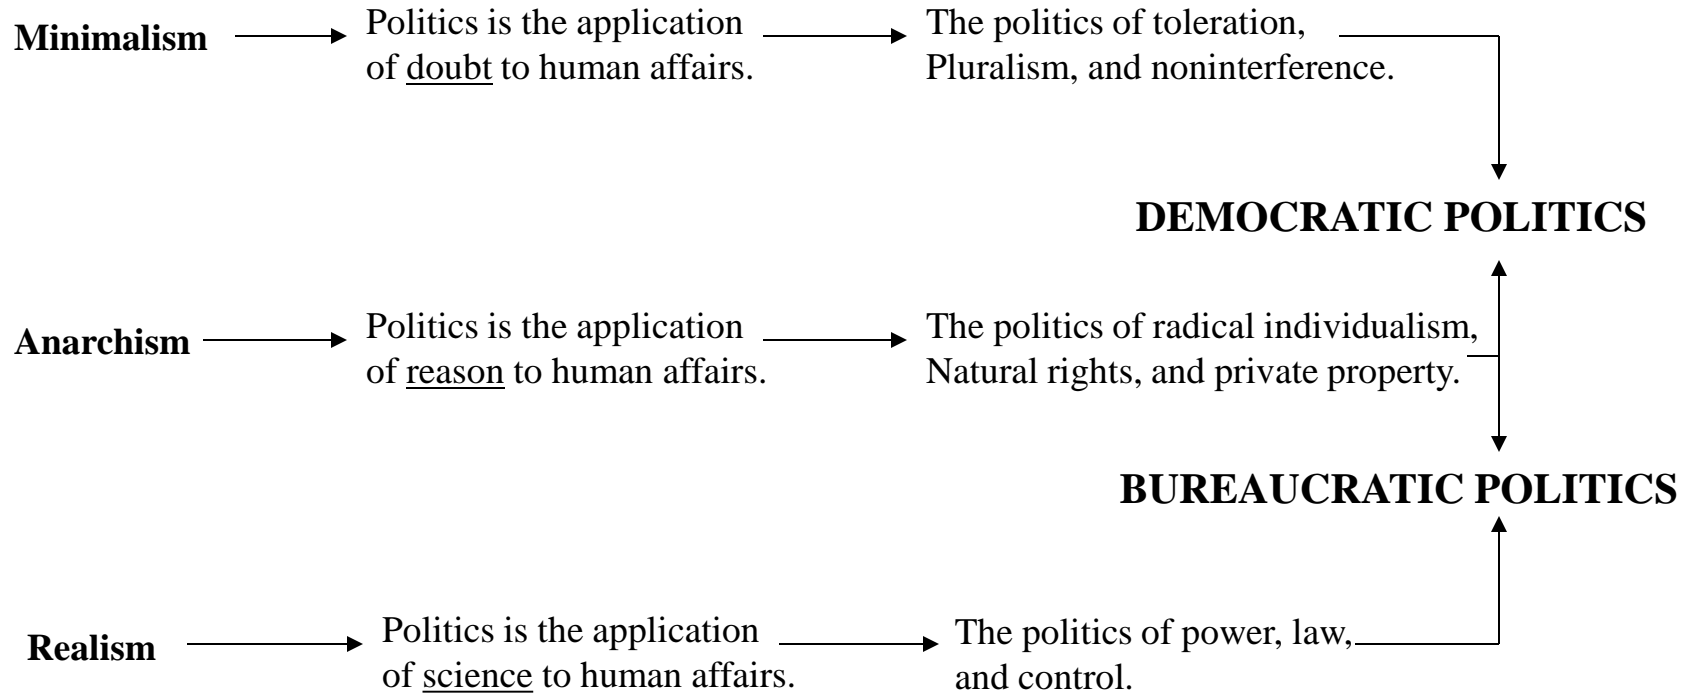 Minimalism
Politics is the application
of doubt to human affairs.
The politics of toleration,
Pluralism, and noninterference.
DEMOCRATIC POLITICS
Anarchism
Politics is the application
of reason to human affairs.
The politics of radical individualism,
Natural rights, and private property.
BUREAUCRATIC POLITICS
Realism
Politics is the application
of science to human affairs.
The politics of power, law,
and control.